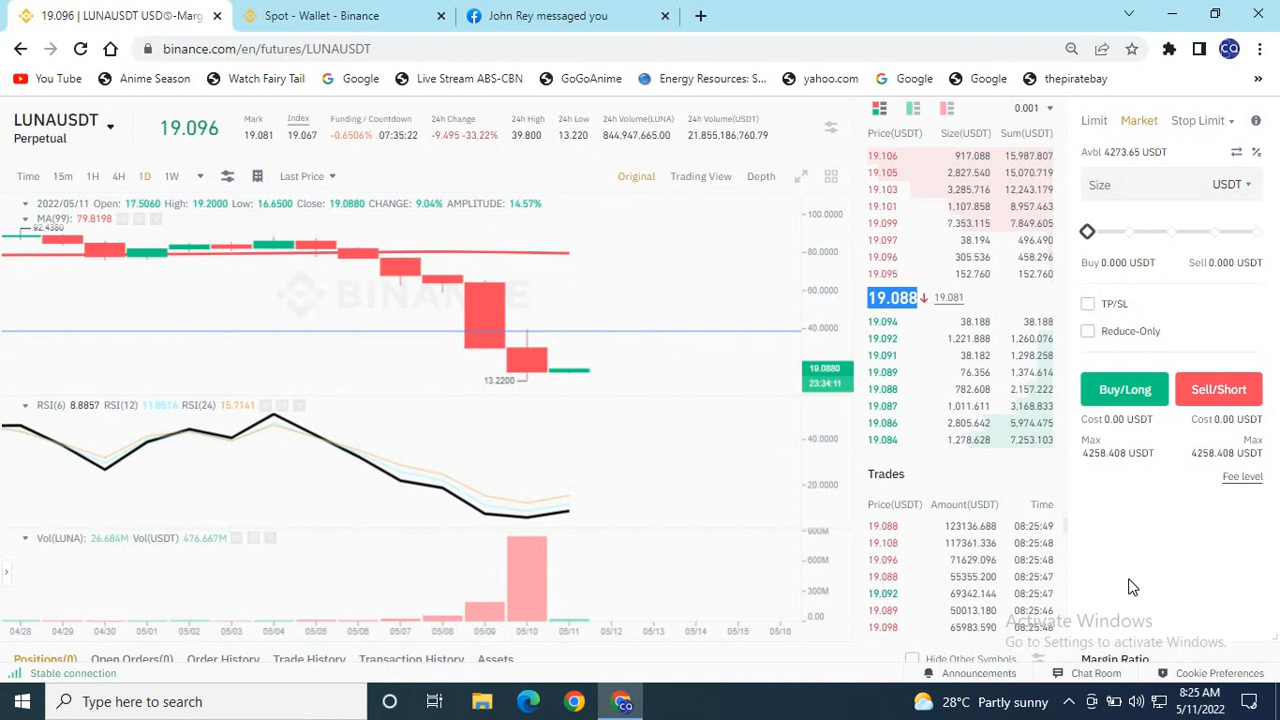 19.096 | LUNAUSDT USD©-Marg
Spot - Wallet - Binance
John Rey messaged you
binance.com/en/futures/LUNAUSDT
You Tube
Anime Season
Watch Fairy Tail
Google
Live Stream ABS-CBN
GoGoAnime
Energy Resources: S...
yahoo.com
Google
Google
thepiratebay
LUNAUSDT
Perpetual
19.096
Mark
19.081
Index
19.067
Funding / Countdown
-0.6506% 07:35:22
24h Change
-9.495 -33.22%
24h High
39.800
24h Low
13.220
24h Volume(LUNA)
844,947,665.00
24h Volume(USDT)
21,855,186,760.79
Time 15m 1H 4H 1D 1W Last Price Original Trading View Depth
2022/05/11 Open: 17.5060 High: 19.2000 Low: 16.6500 Close: 19.0880 CHANGE: 9.04% AMPLITUDE: 14.57%
MA(99): 79.8198
92.4380
100.0000
80.0000
60.0000
40.0000
BINANCE
19.0880
23:34:11
13.2200
RSI(6) 8.8857 RSI(12) 11.8516 RSI(24) 15.7141
40.0000
20.0000
Vol(LUNA): 26.684M Vol(USDT) 476.667M
900M
600M
300M
0.00
04/28 04/29 04/30 05/01 05/02 05/03 05/04 05/05 05/06 05/07 05/08 05/09 05/10 05/11 05/12 05/13 05/14 05/15 05/16
Positions(0) Open Orders(0) Order History Trade History Transaction History Assets
Hide Other Symbols
0.001
Price(USDT) Size(USDT) Sum(USDT)
19.106 917.088 15,987.807
19.105 2,827.540 15,070.719
19.103 3,285.716 12,243.179
19.101 1,107.858 8,957.463
19.099 7,353.115 7,849.605
19.097 38.194 496.490
19.096 305.536 458.296
19.095 152.760 152.760
19.088 19.081
19.094 38.188 38.188
19.092 1,221.888 1,260.076
19.091 38.182 1,298.258
19.089 76.356 1,374.614
19.088 782.608 2,157.222
19.087 1,011.611 3,168.833
19.086 2,805.642 5,974.475
19.084 1,278.628 7,253.103
Trades
Price(USDT) Amount(USDT) Time
19.088 123136.688 08:25:49
19.108 117361.336 08:25:48
19.096 71629.096 08:25:48
19.088 55355.200 08:25:47
19.092 69342.144 08:25:47
19.089 50013.180 08:25:46
19.098 65983.590 08:25:46
Limit Market Stop Limit
Avbl 4273.65 USDT
Size USDT
Buy 0.000 USDT Sell 0.000 USDT
TP/SL
Reduce-Only
Buy/Long Sell/Short
Cost 0.00 USDT Cost 0.00 USDT
Max Max
4258.408 USDT 4258.408 USDT
Fee level
Activate Windows
Go to Settings to activate Windows.
Margin Ratio
Stable connection
Announcements
Chat Room
Cookie Preferences
Type here to search
28°C Partly sunny
8:25 AM
5/11/2022